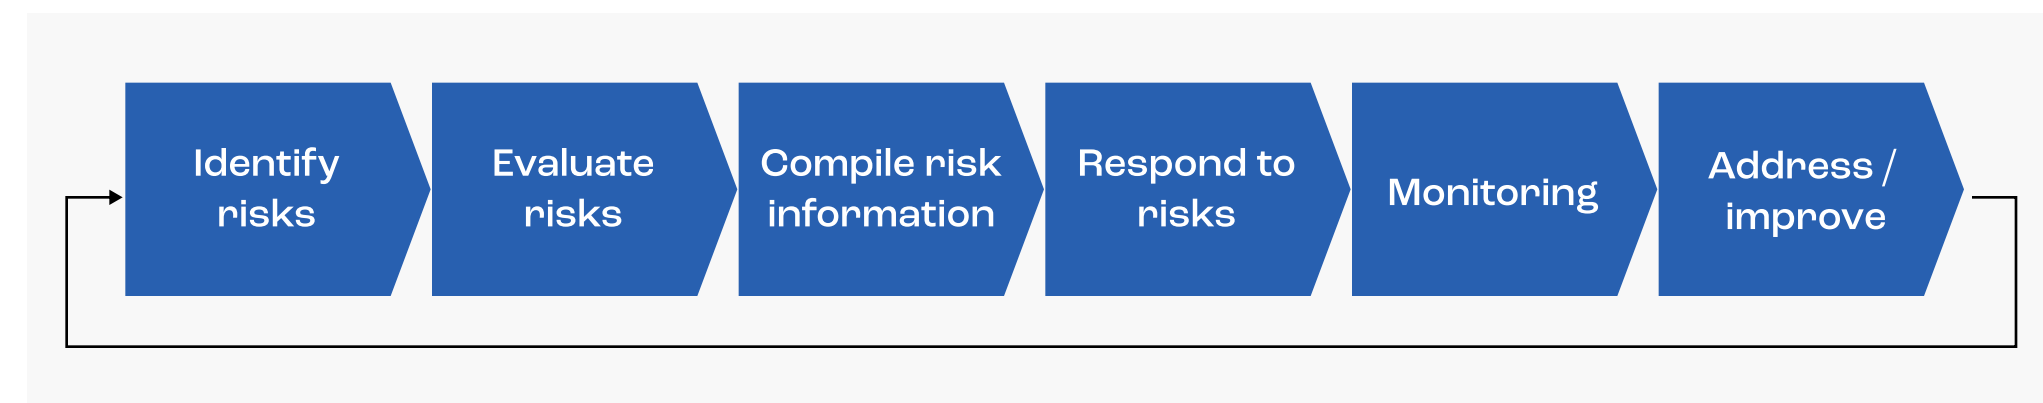 Identify
risks
Evaluate
risks
Compile risk
information
Respond to
risks
Monitoring
Address /
improve